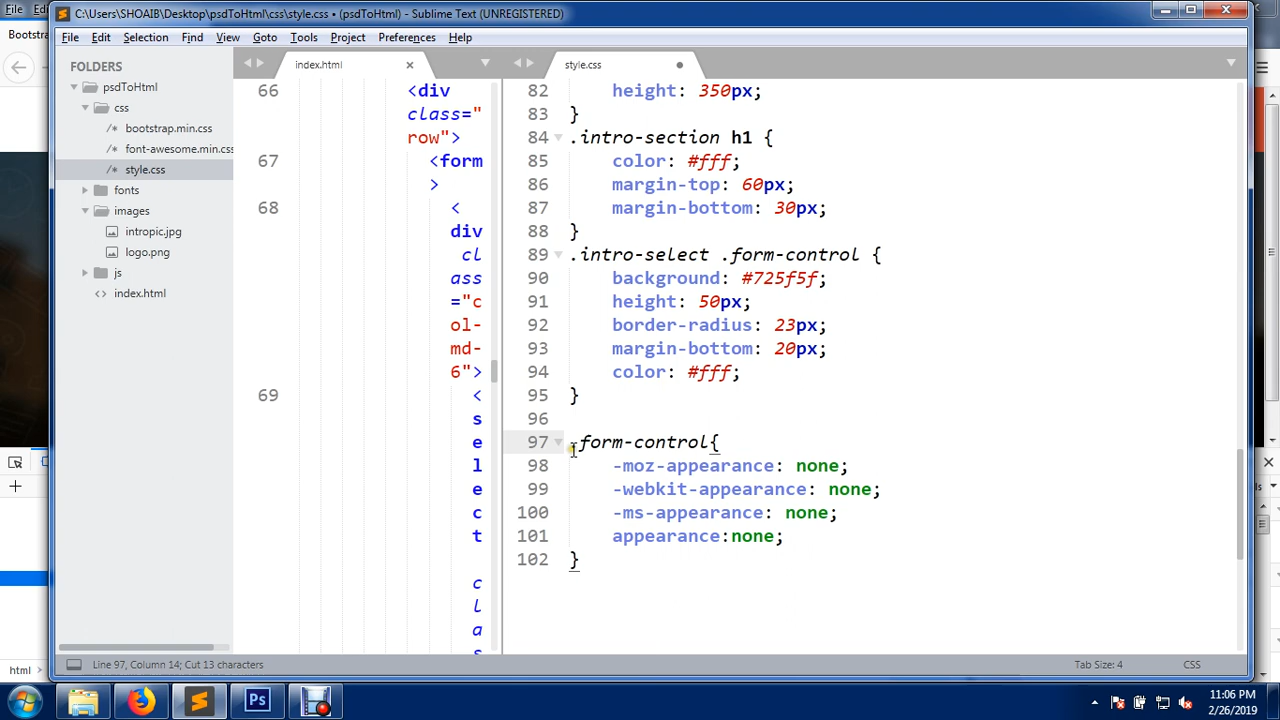 File
Ed
Bootstra
html
C:\Users\SHOAIB\Desktop\psdToHtml\css\style.css • (psdToHtml) - Sublime Text (UNREGISTERED)
File Edit Selection Find View Goto Tools Project Preferences Help
FOLDERS
psdToHtml
css
/* bootstrap.min.css
/* font-awesome.min.css
/* style.css
fonts
images
intropic.jpg
logo.png
js
<> index.html
index.html
66 <div
class="
row">
67 <form
>
68 <
div
cl
ass
="c
ol-
md-
6">
69 <
s
e
l
e
c
t
c
l
a
s
style.css
82 height: 350px;
83 }
84 .intro-section h1 {
85 color: #fff;
86 margin-top: 60px;
87 margin-bottom: 30px;
88 }
89 .intro-select .form-control {
90 background: #725f5f;
91 height: 50px;
92 border-radius: 23px;
93 margin-bottom: 20px;
94 color: #fff;
95 }
96
97 .form-control{
98 -moz-appearance: none;
99 -webkit-appearance: none;
100 -ms-appearance: none;
101 appearance:none;
102 }
Line 97, Column 14; Cut 13 characters
Tab Size: 4
CSS
Ps
11:06 PM
2/26/2019